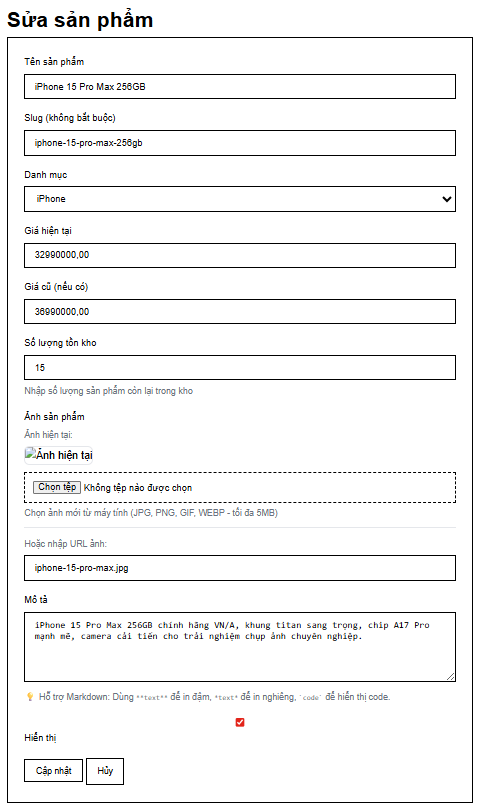 Sửa sản phẩm
Tên sản phẩm
iPhone 15 Pro Max 256GB
Slug (không bắt buộc)
iphone-15-pro-max-256gb
Danh mục
iPhone
Giá hiện tại
32990000,00
Giá cũ (nếu có)
36990000,00
Số lượng tồn kho
15
Nhập số lượng sản phẩm còn lại trong kho
Ảnh sản phẩm
Ảnh hiện tại:
Ảnh hiện tại
Chọn tệp Không tệp nào được chọn
Chọn ảnh mới từ máy tính (JPG, PNG, GIF, WEBP - tối đa 5MB)
Hoặc nhập URL ảnh:
iphone-15-pro-max.jpg
Mô tả
iPhone 15 Pro Max 256GB chính hãng VN/A, khung titan sang trọng, chip A17 Pro
mạnh mẽ, camera cải tiến cho trải nghiệm chụp ảnh chuyên nghiệp.
💡 Hỗ trợ Markdown: Dùng **text** để in đậm, *text* để in nghiêng, `code` để hiển thị code.
Hiển thị
Cập nhật Hủy